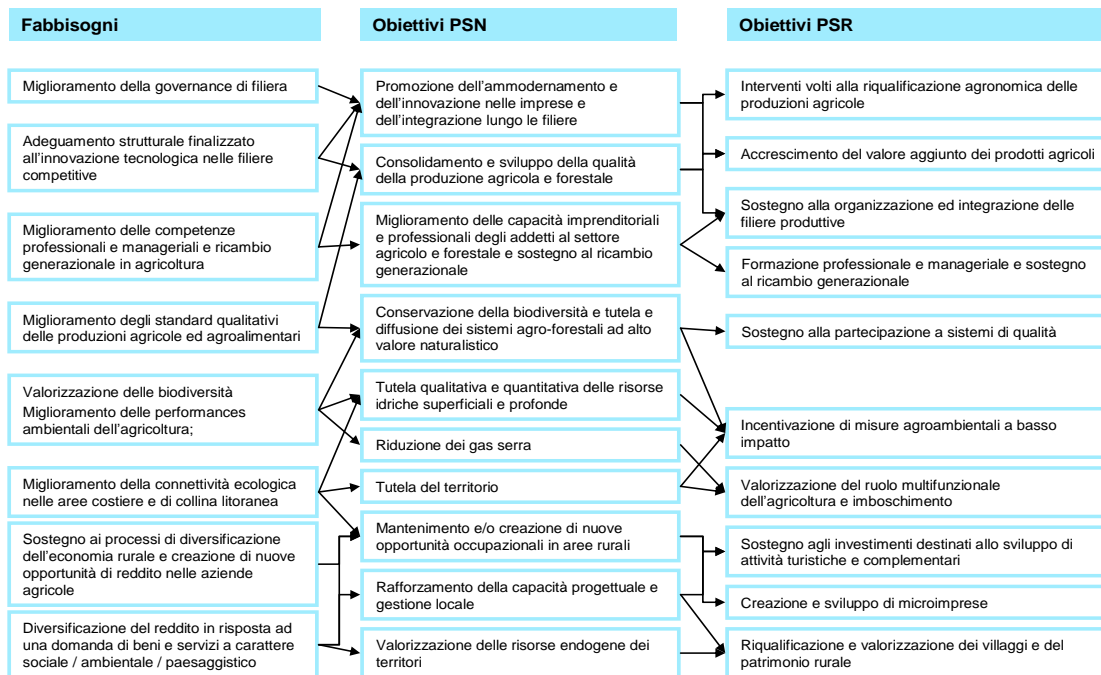 Fabbisogni
Obiettivi PSN
Obiettivi PSR
Miglioramento della governance di filiera
Adeguamento strutturale finalizzato
all'innovazione tecnologica nelle filiere
competitive
Miglioramento delle competenze
professionali e manageriali e ricambio
generazionale in agricoltura
Miglioramento degli standard qualitativi
delle produzioni agricole ed agroalimentari
Valorizzazione delle biodiversità
Miglioramento delle performances
ambientali dell'agricoltura;
Miglioramento della connettività ecologica
nelle aree costiere e di collina litoranea
Sostegno ai processi di diversificazione
dell'economia rurale e creazione di nuove
opportunità di reddito nelle aziende
agricole
Diversificazione del reddito in risposta ad
una domanda di beni e servizi a carattere
sociale / ambientale / paesaggistico
Promozione dell'ammodernamento e
dell'innovazione nelle imprese e
dell'integrazione lungo le filiere
Consolidamento e sviluppo della qualità
della produzione agricola e forestale
Miglioramento delle capacità imprenditoriali
e professionali degli addetti al settore
agricolo e forestale e sostegno al ricambio
generazionale
Conservazione della biodiversità e tutela e
diffusione dei sistemi agro-forestali ad alto
valore naturalistico
Tutela qualitativa e quantitativa delle risorse
idriche superficiali e profonde
Riduzione dei gas serra
Tutela del territorio
Mantenimento e/o creazione di nuove
opportunità occupazionali in aree rurali
Rafforzamento della capacità progettuale e
gestione locale
Valorizzazione delle risorse endogene dei
territori
Interventi volti alla riqualificazione agronomica delle
produzioni agricole
Accrescimento del valore aggiunto dei prodotti agricoli
Sostegno alla organizzazione ed integrazione delle
filiere produttive
Formazione professionale e manageriale e sostegno
al ricambio generazionale
Sostegno alla partecipazione a sistemi di qualità
Incentivazione di misure agroambientali a basso
impatto
Valorizzazione del ruolo multifunzionale
dell'agricoltura e imboschimento
Sostegno agli investimenti destinati allo sviluppo di
attività turistiche e complementari
Creazione e sviluppo di microimprese
Riqualificazione e valorizzazione dei villaggi e del
patrimonio rurale